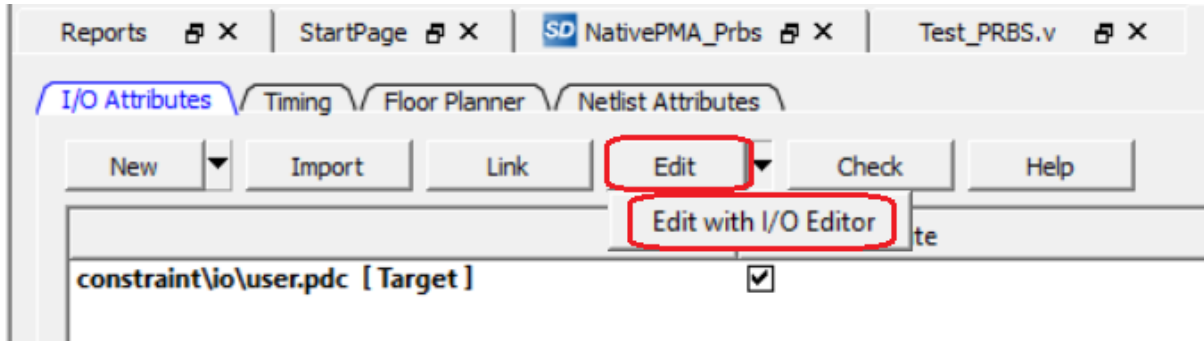 Reports StartPage SD NativePMA_Prbs Test_PRBS.v
I/O Attributes Timing Floor Planner Netlist Attributes
New Import Link Edit Check Help
Edit with I/O Editor
te
constraint\io\user.pdc [ Target ]